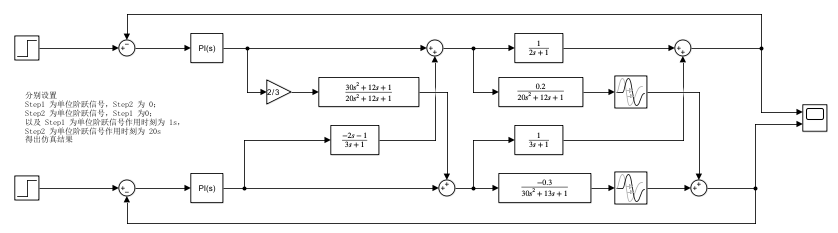 PI(s)
1
2s + 1
2/3
30s² + 12s + 1
20s² + 12s + 1
0.2
20s² + 12s + 1
分别设置
Step1 为单位阶跃信号, Step2 为 0;
Step2 为单位阶跃信号, Step1 为0;
以及 Step1 为单位阶跃信号作用时刻为 1s,
Step2 为单位阶跃信号作用时刻为 20s
得出仿真结果
−2s − 1
3s + 1
1
3s + 1
PI(s)
−0.3
30s² + 13s + 1